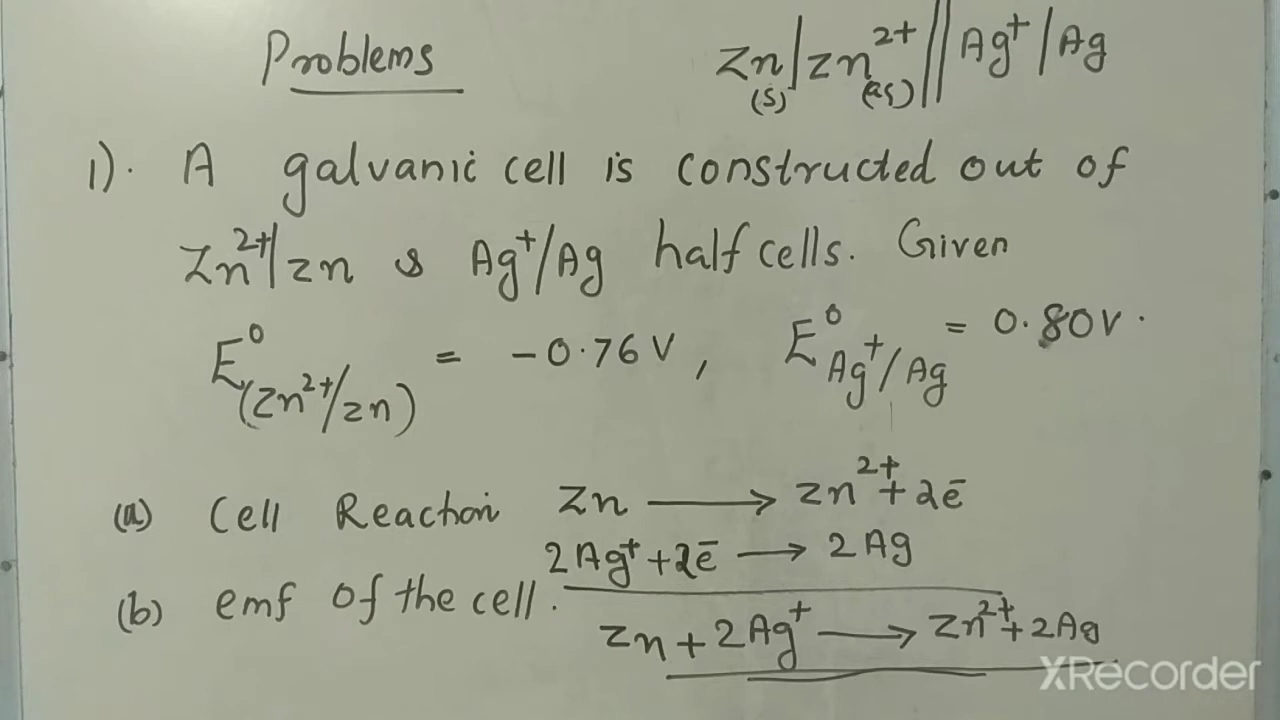 Problems
Zn(s)|Zn²⁺(aq)||Ag⁺/Ag
1). A galvanic cell is constructed out of
Zn²⁺/Zn & Ag⁺/Ag half cells. Given
E⁰(Zn²⁺/Zn) = -0.76 V, E⁰Ag⁺/Ag = 0.80V.
(a) Cell Reaction Zn → Zn²⁺ + 2e⁻
2Ag⁺ + 2e⁻ → 2Ag
(b) emf of the cell.
Zn + 2Ag⁺ → Zn²⁺ + 2Ag
XRecorder